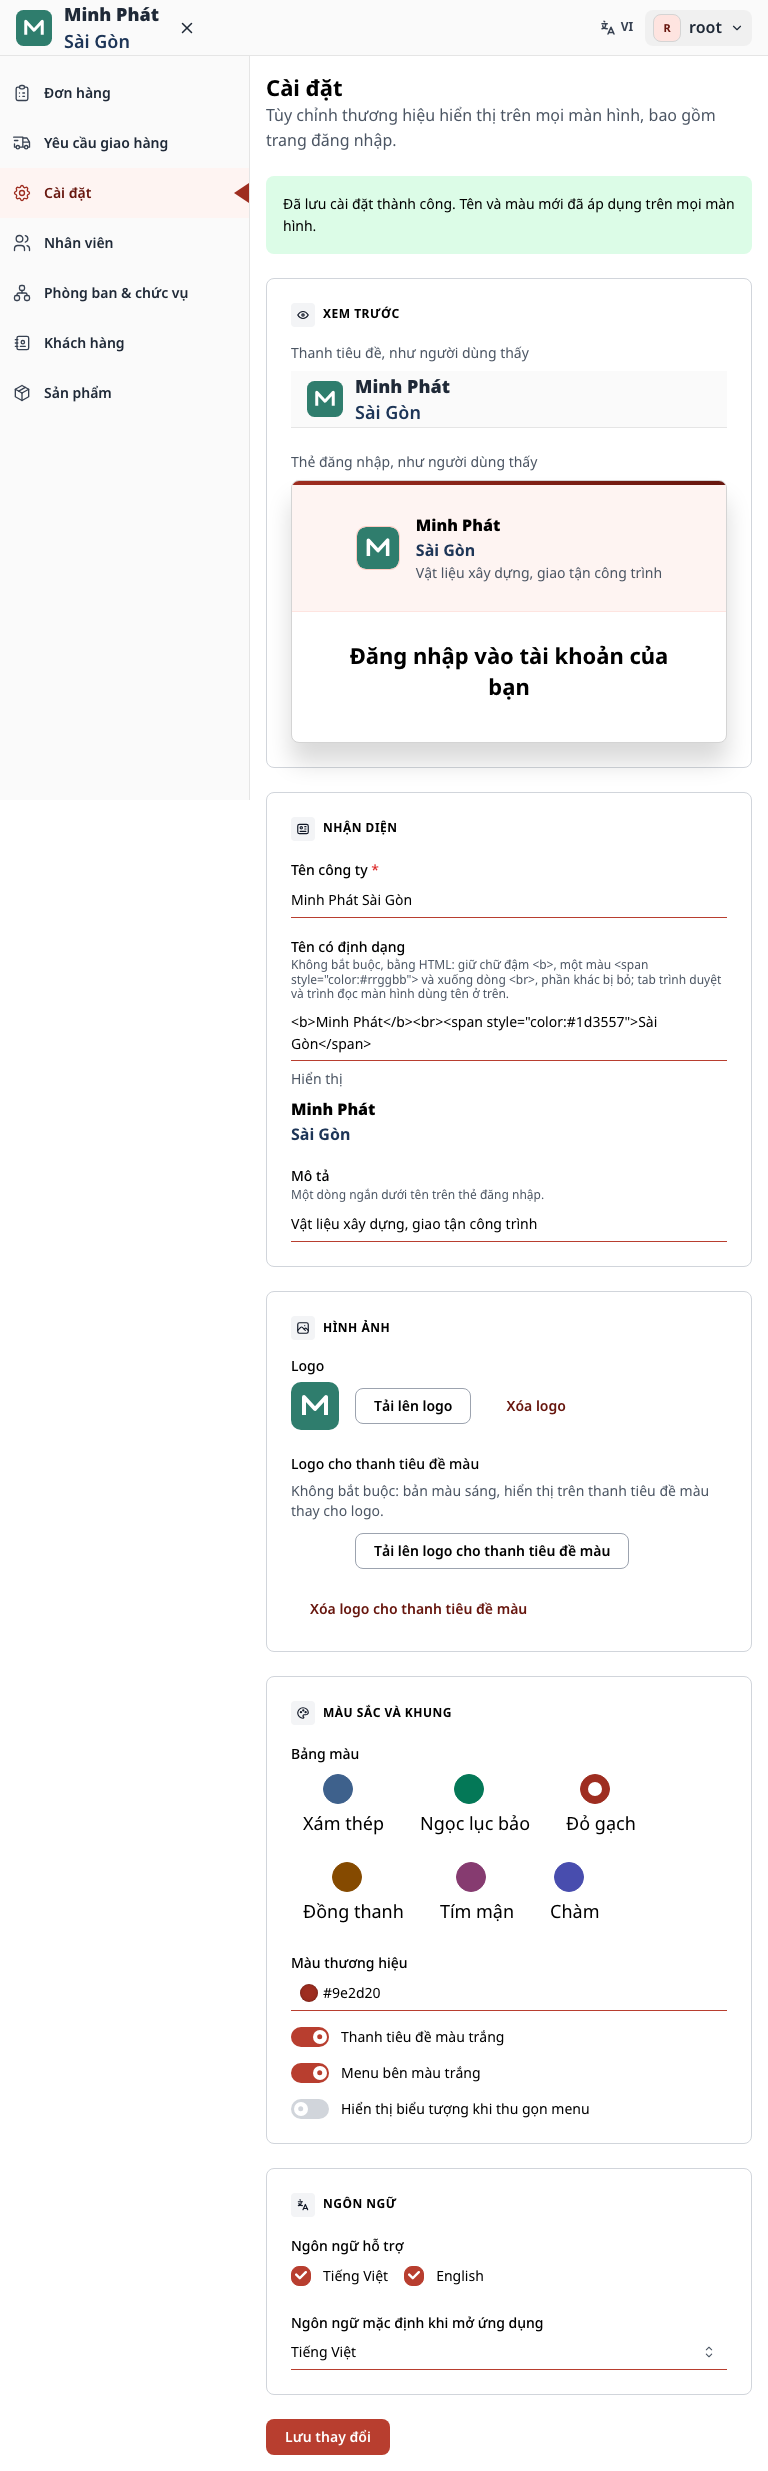 Minh Phát
Sài Gòn
VI
R
root
Đơn hàng
Yêu cầu giao hàng
Cài đặt
Nhân viên
Phòng ban & chức vụ
Khách hàng
Sản phẩm
Cài đặt
Tùy chỉnh thương hiệu hiển thị trên mọi màn hình, bao gồm
trang đăng nhập.
Đã lưu cài đặt thành công. Tên và màu mới đã áp dụng trên mọi màn
hình.
XEM TRƯỚC
Thanh tiêu đề, như người dùng thấy
Minh Phát
Sài Gòn
Thẻ đăng nhập, như người dùng thấy
Minh Phát
Sài Gòn
Vật liệu xây dựng, giao tận công trình
Đăng nhập vào tài khoản của
bạn
NHẬN DIỆN
Tên công ty *
Minh Phát Sài Gòn
Tên có định dạng
Không bắt buộc, bằng HTML: giữ chữ đậm <b>, một màu <span
style="color:#rrggbb"> và xuống dòng <br>, phần khác bị bỏ; tab trình duyệt
và trình đọc màn hình dùng tên ở trên.
<b>Minh Phát</b><br><span style="color:#1d3557">Sài
Gòn</span>
Hiển thị
Minh Phát
Sài Gòn
Mô tả
Một dòng ngắn dưới tên trên thẻ đăng nhập.
Vật liệu xây dựng, giao tận công trình
HÌNH ẢNH
Logo
Tải lên logo
Xóa logo
Logo cho thanh tiêu đề màu
Không bắt buộc: bản màu sáng, hiển thị trên thanh tiêu đề màu
thay cho logo.
Tải lên logo cho thanh tiêu đề màu
Xóa logo cho thanh tiêu đề màu
MÀU SẮC VÀ KHUNG
Bảng màu
Xám thép
Ngọc lục bảo
Đỏ gạch
Đồng thanh
Tím mận
Chàm
Màu thương hiệu
#9e2d20
Thanh tiêu đề màu trắng
Menu bên màu trắng
Hiển thị biểu tượng khi thu gọn menu
NGÔN NGỮ
Ngôn ngữ hỗ trợ
Tiếng Việt
English
Ngôn ngữ mặc định khi mở ứng dụng
Tiếng Việt
Lưu thay đổi